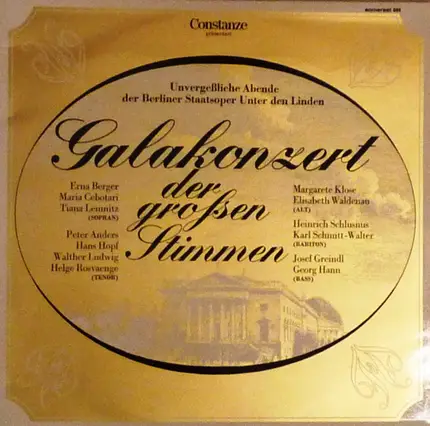 Constanze
präsentiert
Unvergeßliche Abende
der Berliner Staatsoper Unter den Linden
Galakonzert
der
großen
Stimmen
Erna Berger
Maria Cebotari
Tiana Lemnitz
(SOPRAN)
Peter Anders
Hans Hopf
Walther Ludwig
Helge Rosvaenge
(TENOR)
Margarete Klose
Elisabeth Waldenau
(ALT)
Heinrich Schlusnus
Karl Schmitt-Walter
(BARITON)
Josef Greindl
Georg Hann
(BASS)